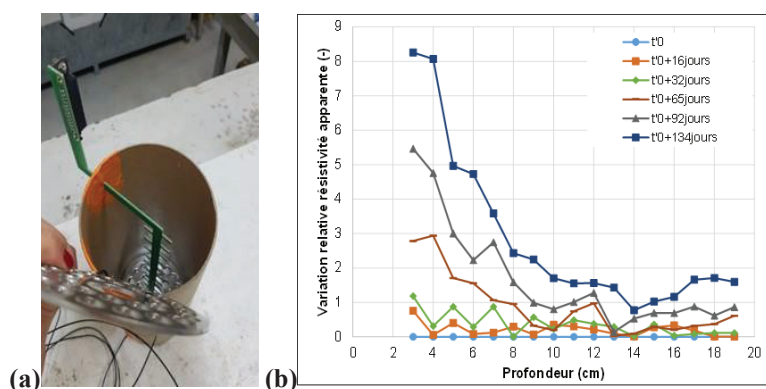 (a)
(b)
Variation relative résistivité apparente (-)
9
8
7
6
5
4
3
2
1
0
t'0
t'0+16jours
t'0+32jours
t'0+65jours
t'0+92jours
t'0+134jours
0 2 4 6 8 10 12 14 16 18 20
Profondeur (cm)